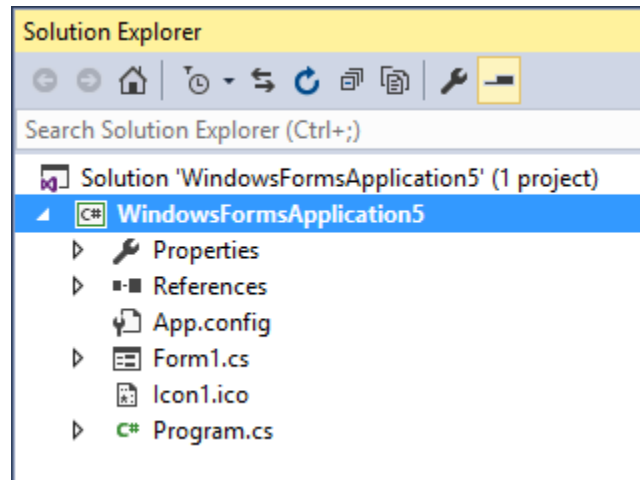 Solution Explorer
Search Solution Explorer (Ctrl+;)
Solution 'WindowsFormsApplication5' (1 project)
C# WindowsFormsApplication5
Properties
References
App.config
Form1.cs
Icon1.ico
C# Program.cs